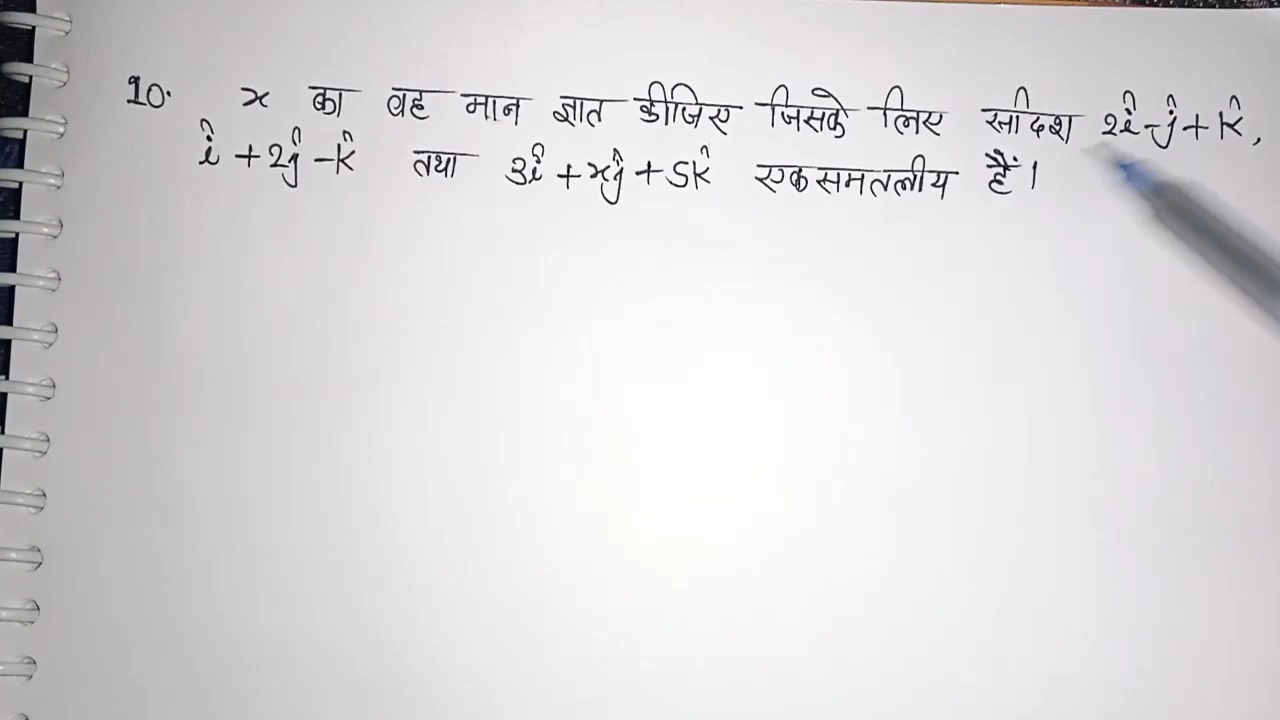 10. x का वह मान ज्ञात कीजिए जिसके लिए सदिश 2î-ĵ+k̂,
î+2ĵ-k̂ तथा 3î+xĵ+5k̂ एकसमतलीय हैं।